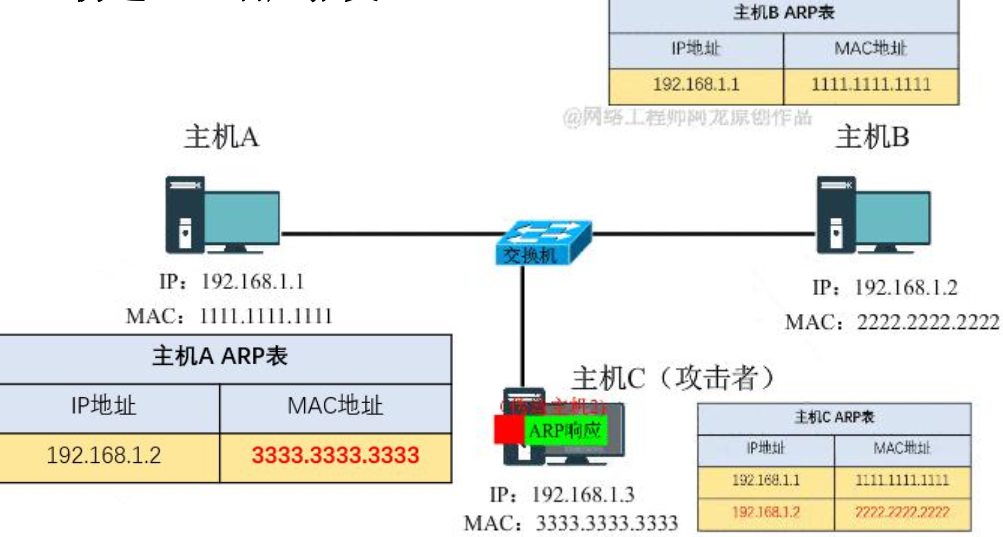 主机B ARP表
IP地址 MAC地址
192.168.1.1 1111.1111.1111
@网络工程师阿龙原创作品
主机A
主机B
交换机
IP：192.168.1.1
MAC：1111.1111.1111
IP：192.168.1.2
MAC：2222.2222.2222
主机A ARP表
IP地址 MAC地址
192.168.1.2 3333.3333.3333
主机C（攻击者）
ARP响应
主机C ARP表
IP地址 MAC地址
192.168.1.1 1111.1111.1111
192.168.1.2 2222.2222.2222
IP：192.168.1.3
MAC：3333.3333.3333